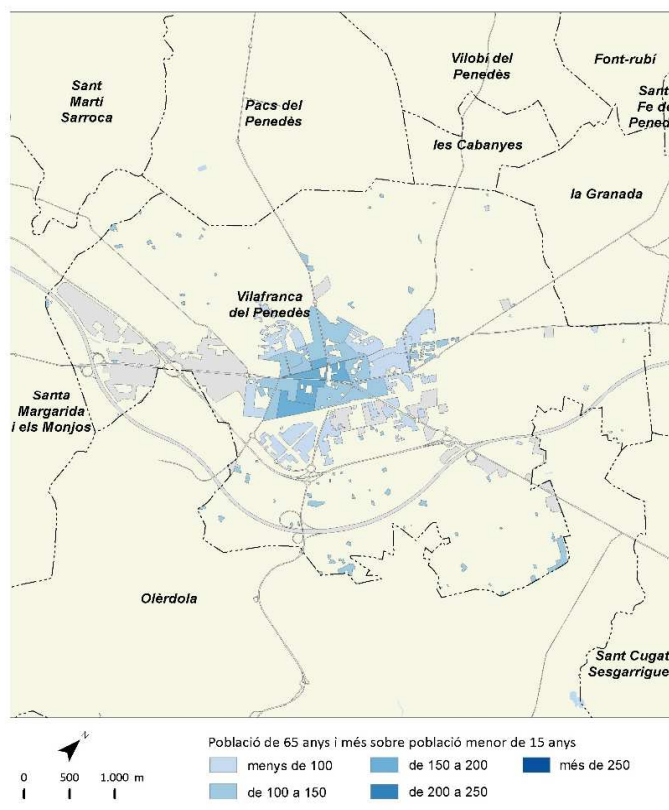 Vilobí del
Penedès
Font-rubí
Sant
Martí
Sarroca
Pacs del
Penedès
Sant
Fe de
Pened
les Cabanyes
la Granada
Vilafranca
del Penedès
Santa
Margarida
i els Monjos
Olèrdola
Sant Cugat
Sesgarrigue
N
Població de 65 anys i més sobre població menor de 15 anys
menys de 100
de 150 a 200
més de 250
0 500 1.000 m
de 100 a 150
de 200 a 250